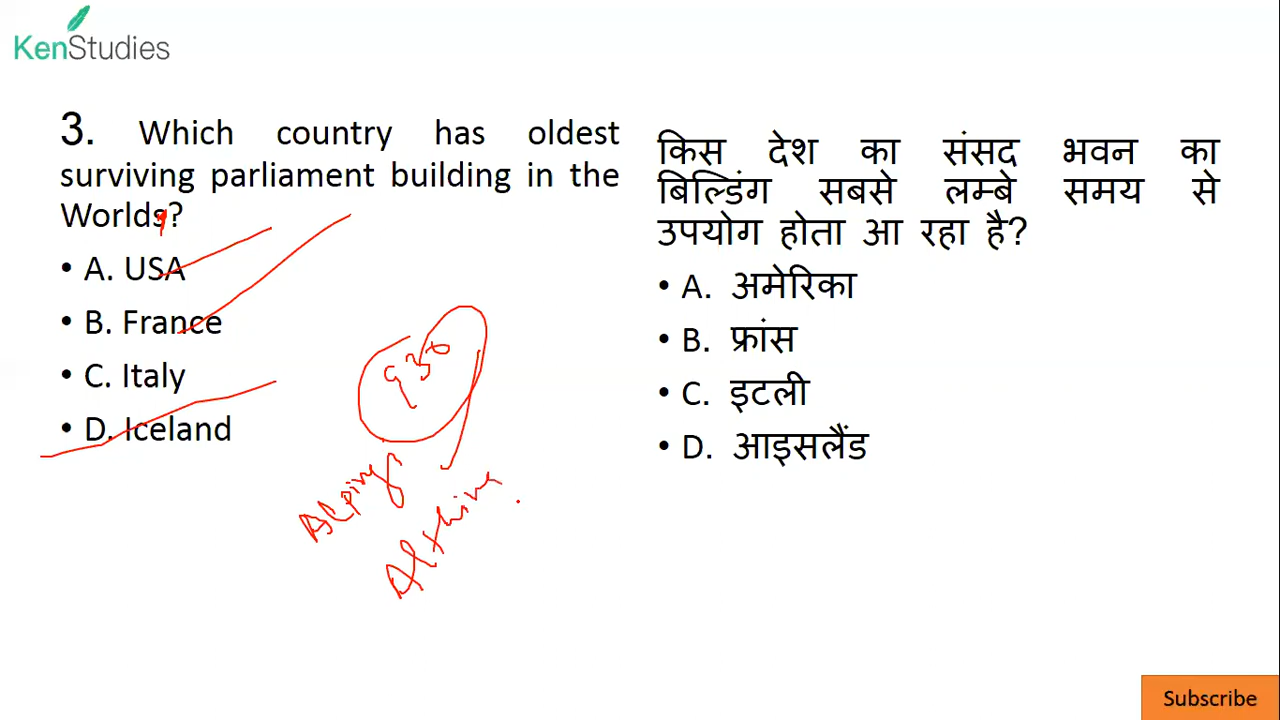 KenStudies
3. Which country has oldest
surviving parliament building in the
Worlds?
• A. USA
• B. France
• C. Italy
• D. Iceland
किस देश का संसद भवन का
बिल्डिंग सबसे लम्बे समय से
उपयोग होता आ रहा है?
• A. अमेरिका
• B. फ्रांस
• C. इटली
• D. आइसलैंड
930
Subscribe